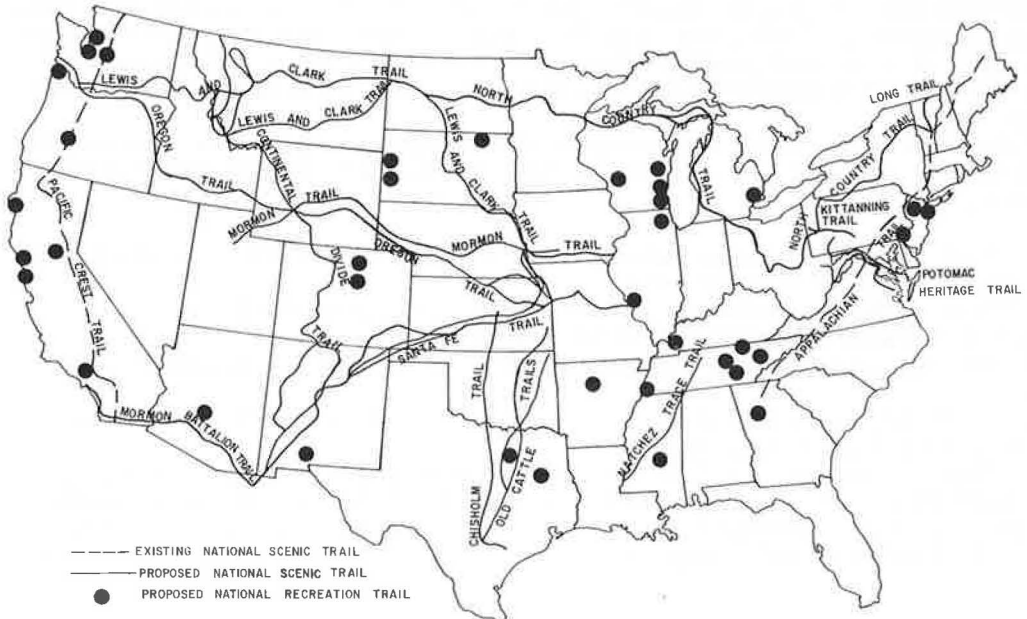 LEWIS AND CLARK TRAIL
LEWIS AND CLARK TRAIL
NORTH COUNTRY TRAIL
LONG TRAIL
NORTH COUNTRY TRAIL
OREGON TRAIL
CONTINENTAL DIVIDE TRAIL
LEWIS AND CLARK TRAIL
KITTANNING TRAIL
PACIFIC CREST TRAIL
MORMON TRAIL
OREGON TRAIL
MORMON TRAIL
POTOMAC
HERITAGE TRAIL
SANTA FE TRAIL
APPALACHIAN TRAIL
MORMON BATTALION TRAIL
CHISHOLM TRAIL
OLD CATTLE TRAILS
NATCHEZ TRACE TRAIL
EXISTING NATIONAL SCENIC TRAIL
PROPOSED NATIONAL SCENIC TRAIL
PROPOSED NATIONAL RECREATION TRAIL